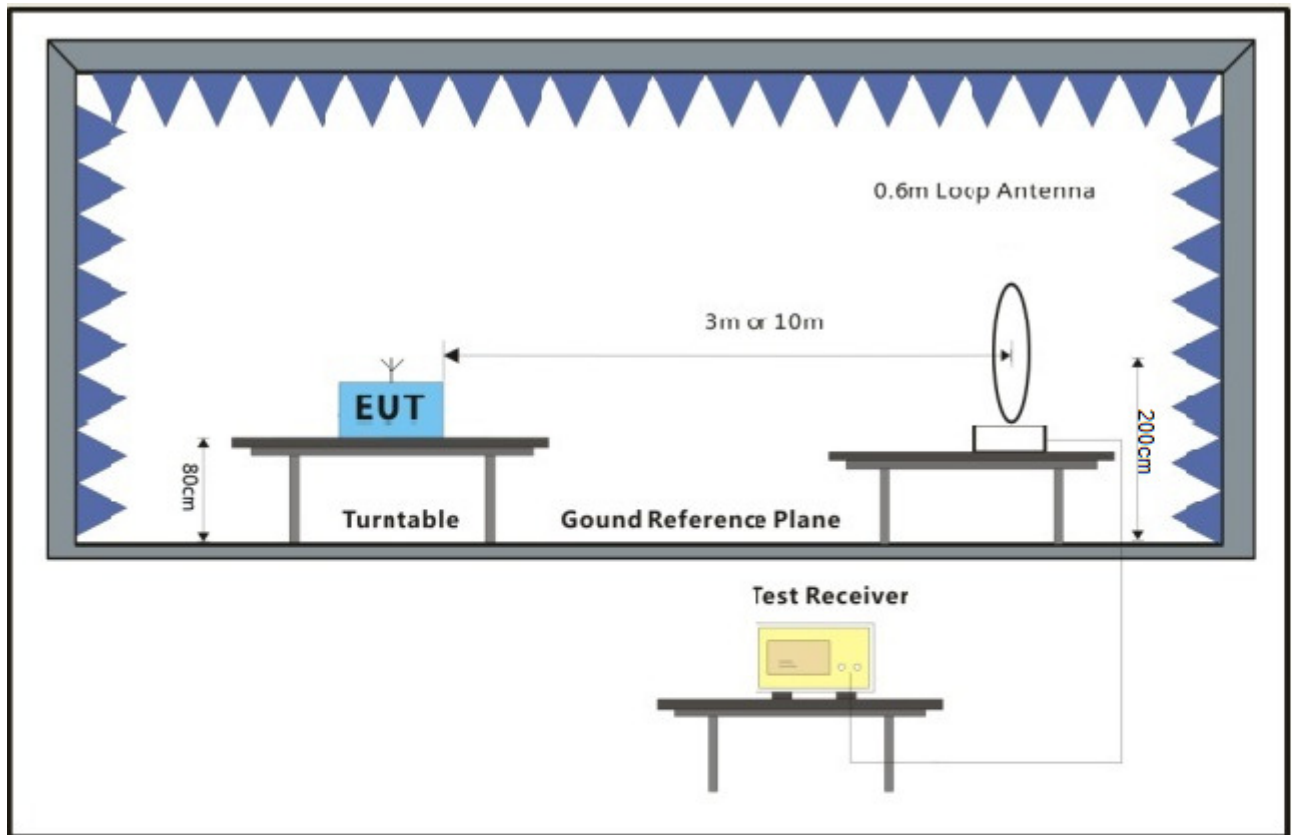 0.6m Loop Antenna
3m or 10m
EUT
80cm
200cm
Turntable
Gound Reference Plane
Test Receiver